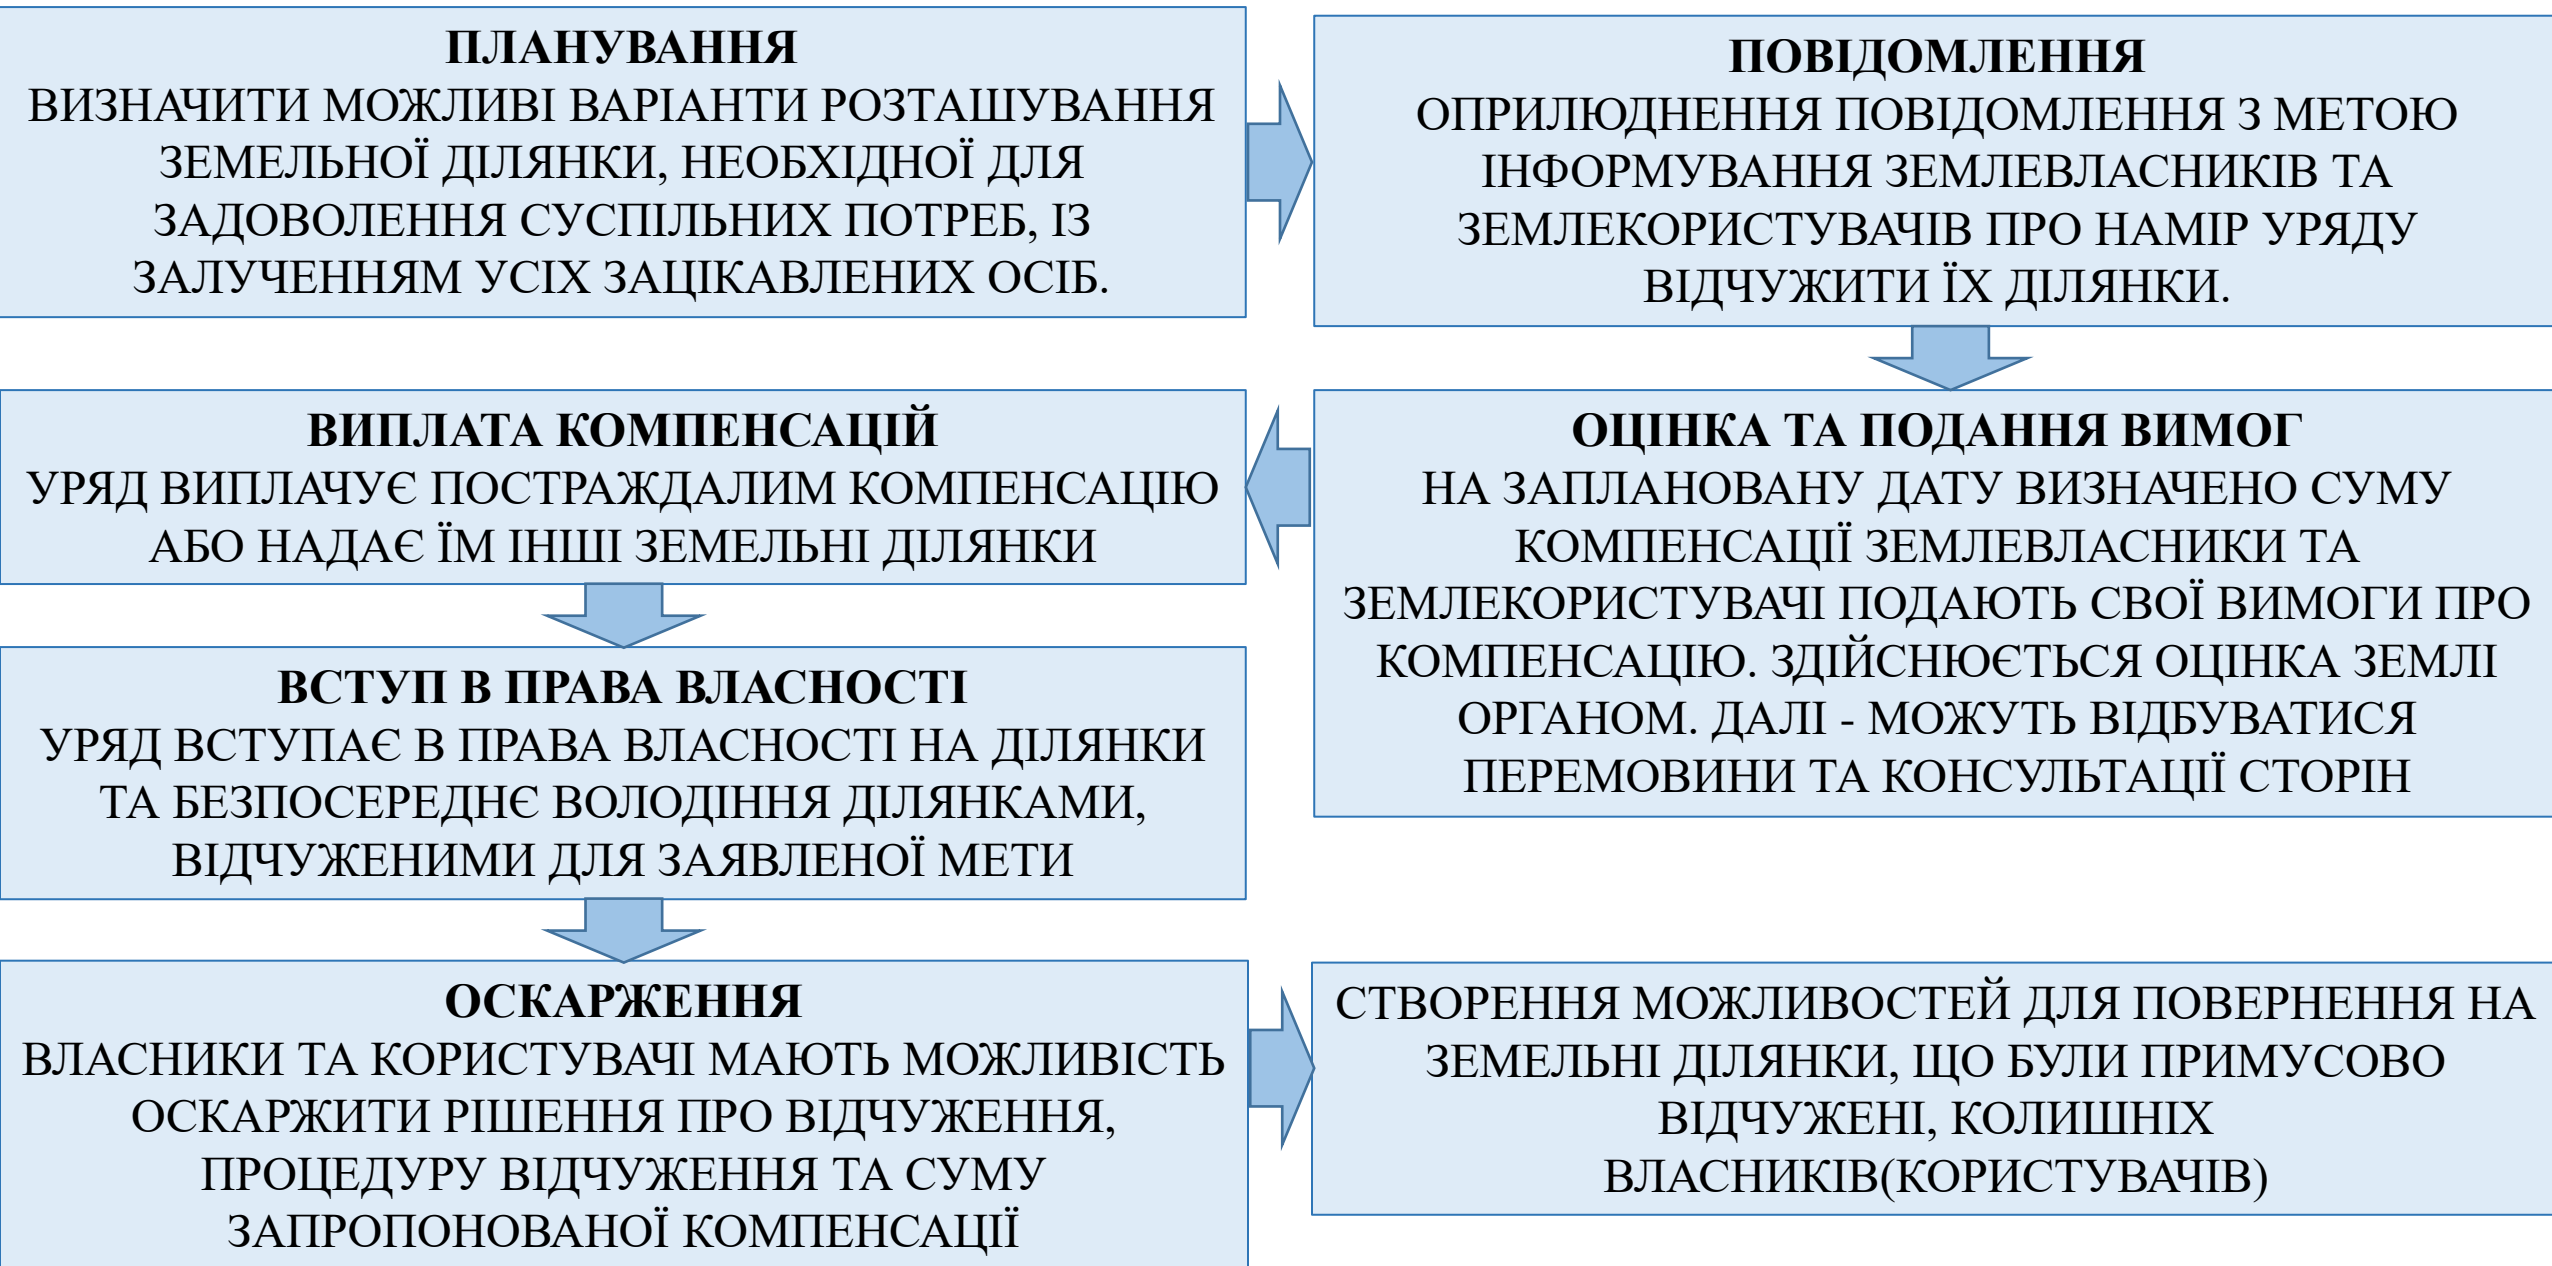 ПЛАНУВАННЯ
ВИЗНАЧИТИ МОЖЛИВІ ВАРІАНТИ РОЗТАШУВАННЯ
ЗЕМЕЛЬНОЇ ДІЛЯНКИ, НЕОБХІДНОЇ ДЛЯ
ЗАДОВОЛЕННЯ СУСПІЛЬНИХ ПОТРЕБ, ІЗ
ЗАЛУЧЕННЯМ УСІХ ЗАЦІКАВЛЕНИХ ОСІБ.
ПОВІДОМЛЕННЯ
ОПРИЛЮДНЕННЯ ПОВІДОМЛЕННЯ З МЕТОЮ
ІНФОРМУВАННЯ ЗЕМЛЕВЛАСНИКІВ ТА
ЗЕМЛЕКОРИСТУВАЧІВ ПРО НАМІР УРЯДУ
ВІДЧУЖИТИ ЇХ ДІЛЯНКИ.
ОЦІНКА ТА ПОДАННЯ ВИМОГ
НА ЗАПЛАНОВАНУ ДАТУ ВИЗНАЧЕНО СУМУ
КОМПЕНСАЦІЇ ЗЕМЛЕВЛАСНИКИ ТА
ЗЕМЛЕКОРИСТУВАЧІ ПОДАЮТЬ СВОЇ ВИМОГИ ПРО
КОМПЕНСАЦІЮ. ЗДІЙСНЮЄТЬСЯ ОЦІНКА ЗЕМЛІ
ОРГАНОМ. ДАЛІ - МОЖУТЬ ВІДБУВАТИСЯ
ПЕРЕМОВИНИ ТА КОНСУЛЬТАЦІЇ СТОРІН
ВИПЛАТА КОМПЕНСАЦІЙ
УРЯД ВИПЛАЧУЄ ПОСТРАЖДАЛИМ КОМПЕНСАЦІЮ
АБО НАДАЄ ЇМ ІНШІ ЗЕМЕЛЬНІ ДІЛЯНКИ
ВСТУП В ПРАВА ВЛАСНОСТІ
УРЯД ВСТУПАЄ В ПРАВА ВЛАСНОСТІ НА ДІЛЯНКИ
ТА БЕЗПОСЕРЕДНЄ ВОЛОДІННЯ ДІЛЯНКАМИ,
ВІДЧУЖЕНИМИ ДЛЯ ЗАЯВЛЕНОЇ МЕТИ
ОСКАРЖЕННЯ
ВЛАСНИКИ ТА КОРИСТУВАЧІ МАЮТЬ МОЖЛИВІСТЬ
ОСКАРЖИТИ РІШЕННЯ ПРО ВІДЧУЖЕННЯ,
ПРОЦЕДУРУ ВІДЧУЖЕННЯ ТА СУМУ
ЗАПРОПОНОВАНОЇ КОМПЕНСАЦІЇ
СТВОРЕННЯ МОЖЛИВОСТЕЙ ДЛЯ ПОВЕРНЕННЯ НА
ЗЕМЕЛЬНІ ДІЛЯНКИ, ЩО БУЛИ ПРИМУСОВО
ВІДЧУЖЕНІ, КОЛИШНІХ
ВЛАСНИКІВ(КОРИСТУВАЧІВ)